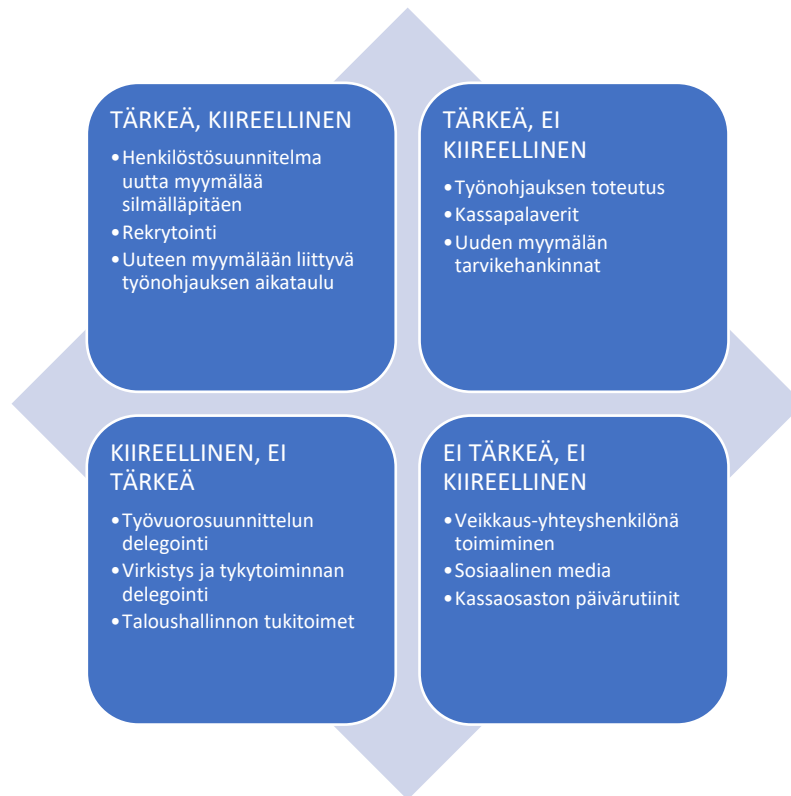 TÄRKEÄ, KIIREELLINEN
•Henkilöstösuunnitelma
uutta myymälää
silmälläpitäen
•Rekrytointi
•Uuteen myymälään liittyvä
työnohjauksen aikataulu
TÄRKEÄ, EI
KIIREELLINEN
•Työnohjauksen toteutus
•Kassapalaverit
•Uuden myymälän
tarvikehankinnat
KIIREELLINEN, EI
TÄRKEÄ
•Työvuorosuunnittelun
delegointi
•Virkistys ja tykytoiminnan
delegointi
•Taloushallinnon tukitoimet
EI TÄRKEÄ, EI
KIIREELLINEN
•Veikkaus-yhteyshenkilönä
toimiminen
•Sosiaalinen media
•Kassaosaston päivärutiinit